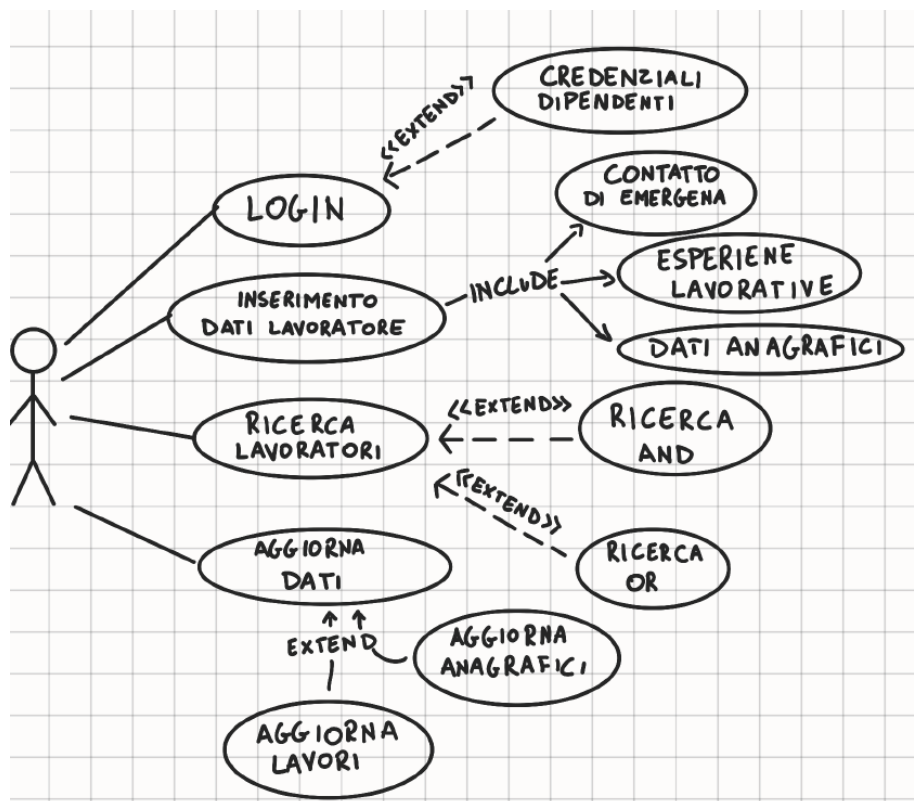 CREDENZIALI
DIPENDENTI
<<EXTEND>>
LOGIN
CONTATTO
DI EMERGENA
INSERIMENTO
DATI LAVORATORE
INCLUDE
ESPERIENE
LAVORATIVE
DATI ANAGRAFICI
RICERCA
LAVORATORI
<<EXTEND>>
RICERCA
AND
<<EXTEND>>
RICERCA
OR
AGGIORNA
DATI
EXTEND
AGGIORNA
ANAGRAFICI
AGGIORNA
LAVORI